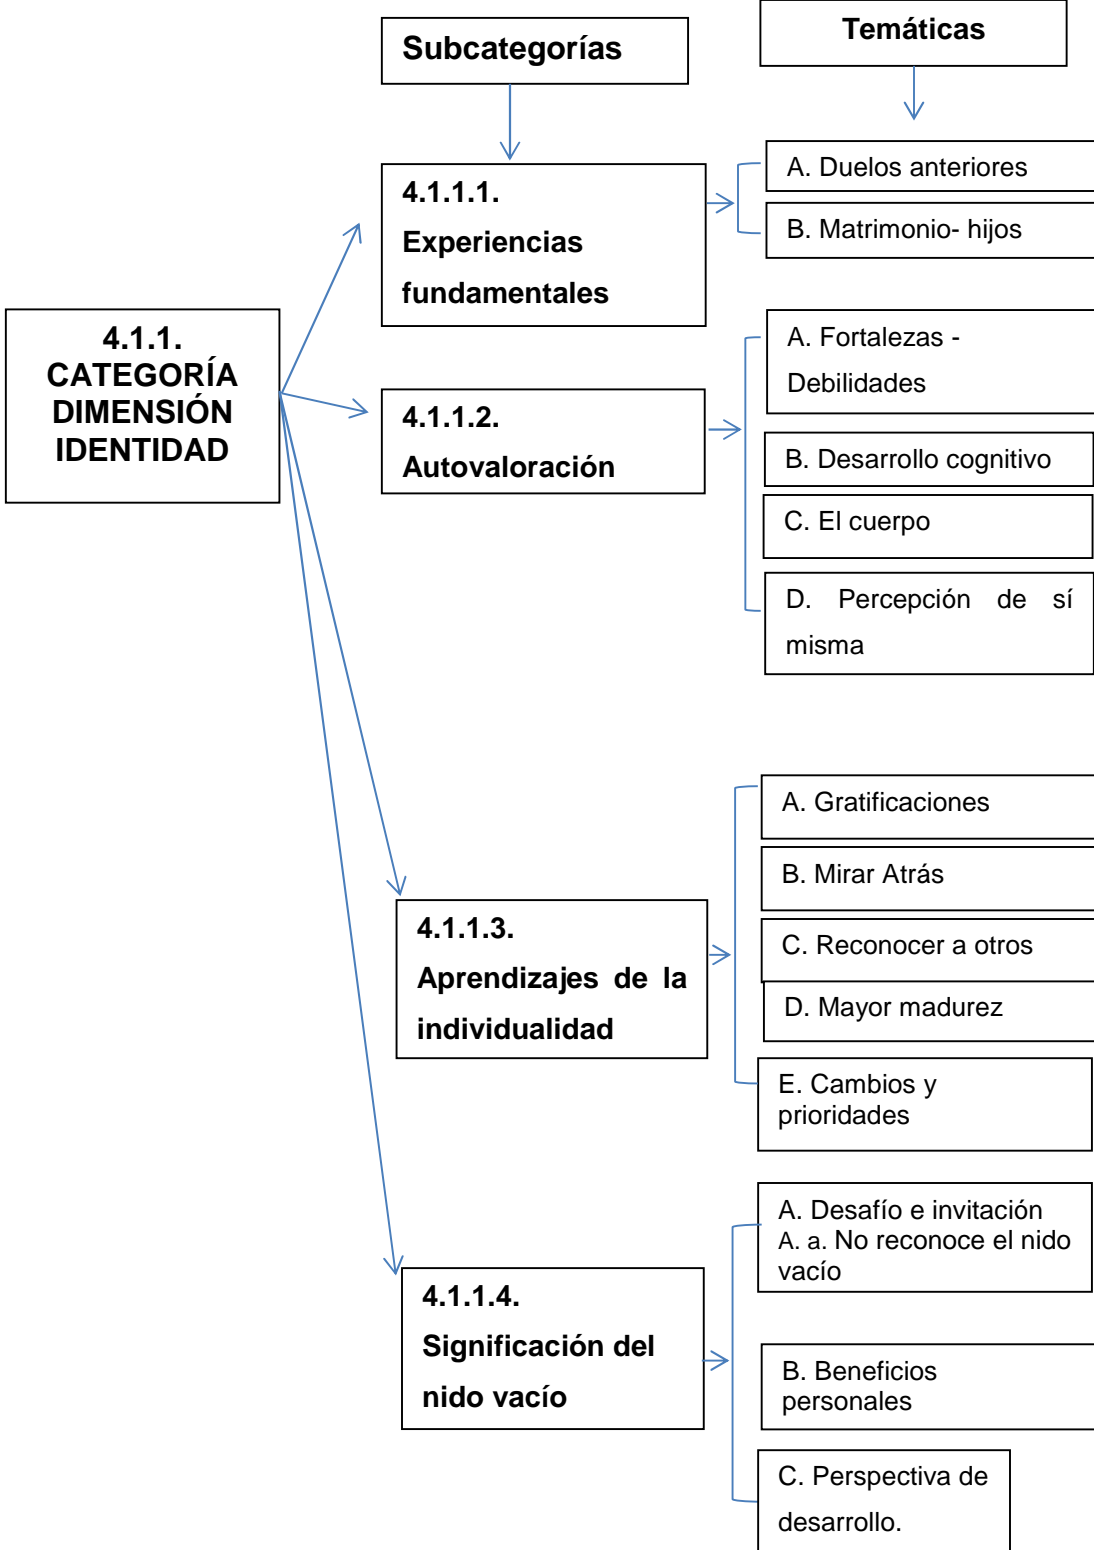 Subcategorías
Temáticas
4.1.1.
CATEGORÍA
DIMENSIÓN
IDENTIDAD
4.1.1.1.
Experiencias
fundamentales
A. Duelos anteriores
B. Matrimonio- hijos
4.1.1.2.
Autovaloración
A. Fortalezas -
Debilidades
B. Desarrollo cognitivo
C. El cuerpo
D. Percepción de sí
misma
4.1.1.3.
Aprendizajes de la
individualidad
A. Gratificaciones
B. Mirar Atrás
C. Reconocer a otros
D. Mayor madurez
E. Cambios y
prioridades
4.1.1.4.
Significación del
nido vacío
A. Desafío e invitación
A. a. No reconoce el nido
vacío
B. Beneficios
personales
C. Perspectiva de
desarrollo.